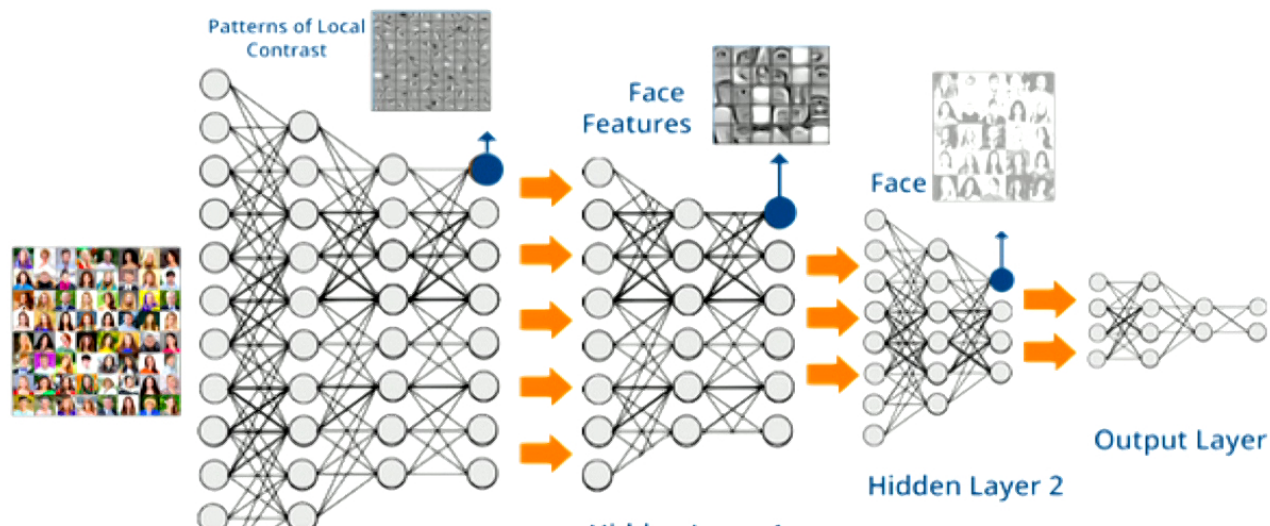 Patterns of Local
Contrast
Face
Features
Face
Output Layer
Hidden Layer 2